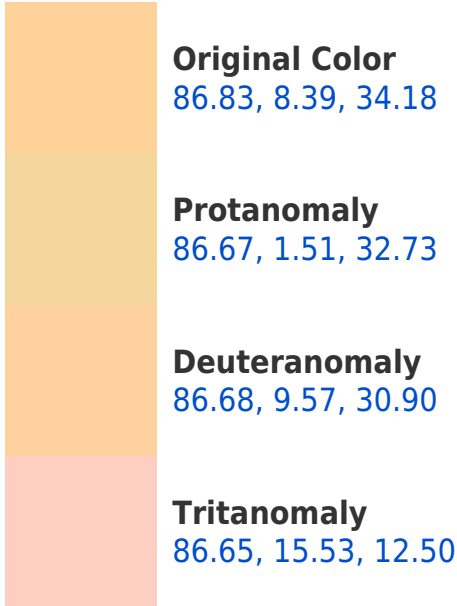 Original Color
86.83, 8.39, 34.18
Protanomaly
86.67, 1.51, 32.73
Deuteranomaly
86.68, 9.57, 30.90
Tritanomaly
86.65, 15.53, 12.50